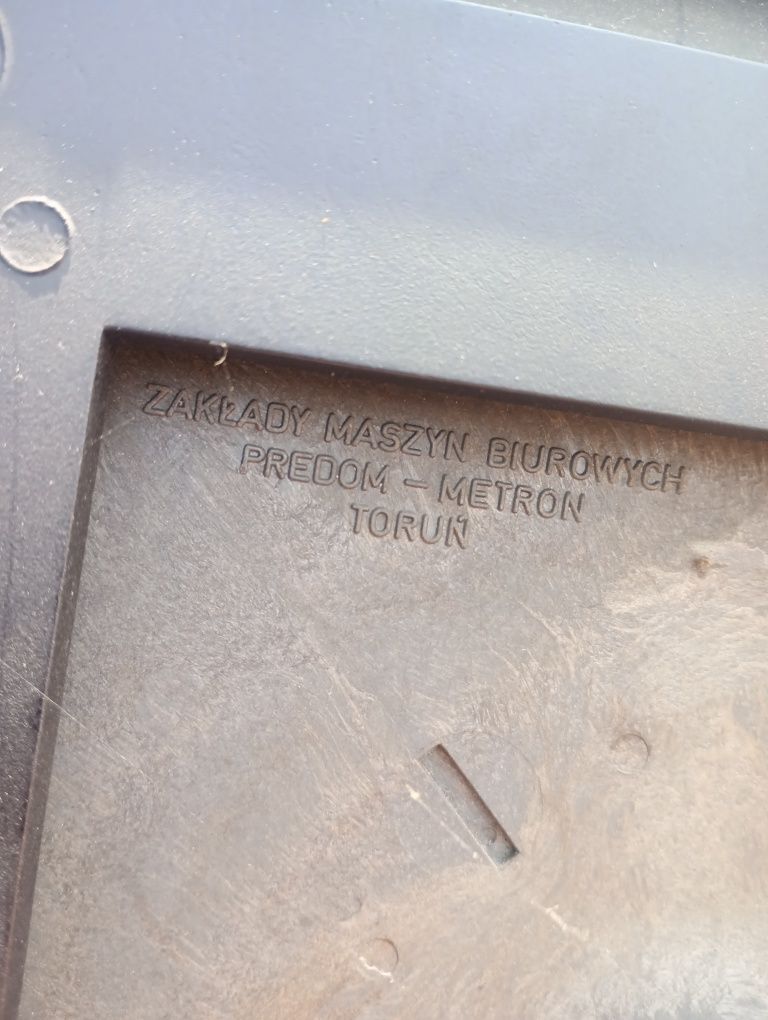 ZAKŁADY MASZYN BIUROWYCH
PREDOM – METRON
TORUŃ